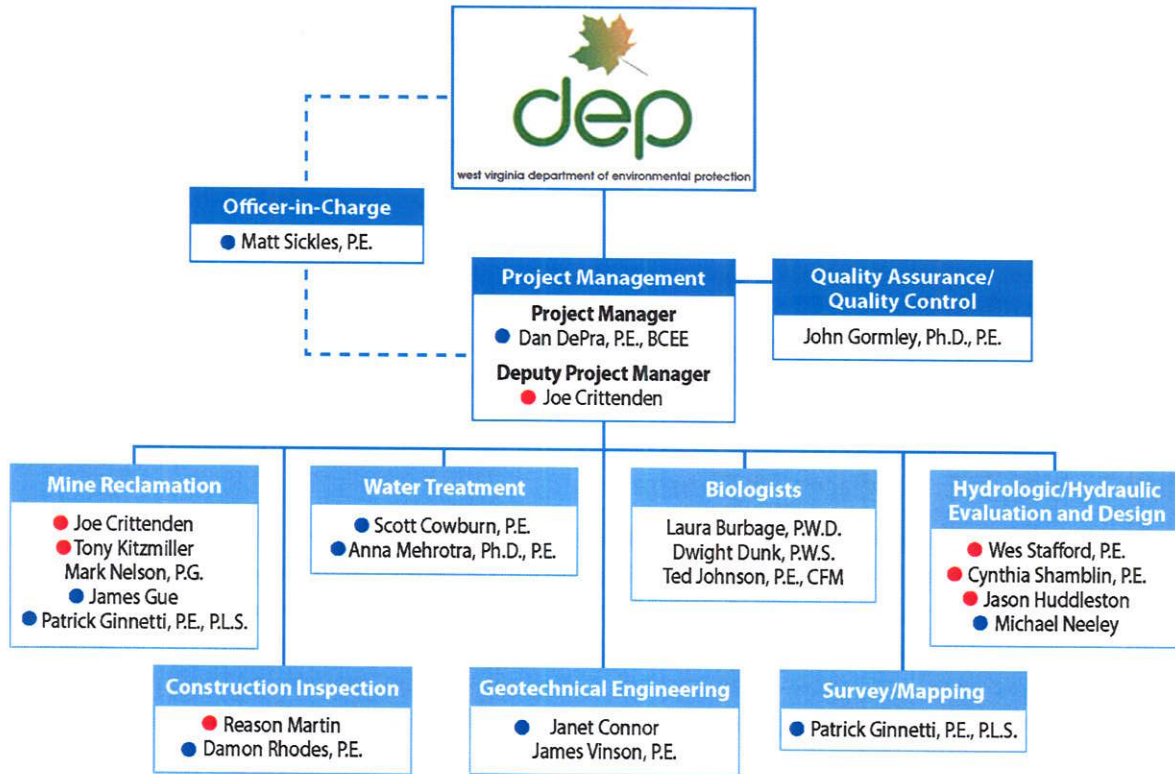 dep
west virginia department of environmental protection
Officer-in-Charge
Matt Sickles, P.E.
Project Management
Project Manager
Dan DePra, P.E., BCEE
Deputy Project Manager
Joe Crittenden
Quality Assurance/
Quality Control
John Gormley, Ph.D., P.E.
Mine Reclamation
Joe Crittenden
Tony Kitzmiller
Mark Nelson, P.G.
James Gue
Patrick Ginnetti, P.E., P.L.S.
Water Treatment
Scott Cowburn, P.E.
Anna Mehrotra, Ph.D., P.E.
Biologists
Laura Burbage, P.W.D.
Dwight Dunk, P.W.S.
Ted Johnson, P.E., CFM
Hydrologic/Hydraulic
Evaluation and Design
Wes Stafford, P.E.
Cynthia Shamblin, P.E.
Jason Huddleston
Michael Neeley
Construction Inspection
Reason Martin
Damon Rhodes, P.E.
Geotechnical Engineering
Janet Connor
James Vinson, P.E.
Survey/Mapping
Patrick Ginnetti, P.E., P.L.S.